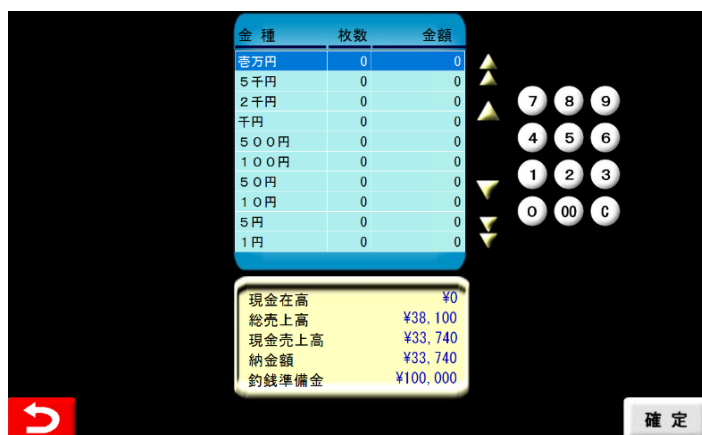 金 種 枚数 金額
壱万円 0 0
５千円 0 0
２千円 0 0
千円 0 0
５００円 0 0
１００円 0 0
５０円 0 0
１０円 0 0
５円 0 0
１円 0 0
7 8 9
4 5 6
1 2 3
0 00 C
現金在高 ¥0
総売上高 ¥38,100
現金売上高 ¥33,740
納金額 ¥33,740
釣銭準備金 ¥100,000
確 定